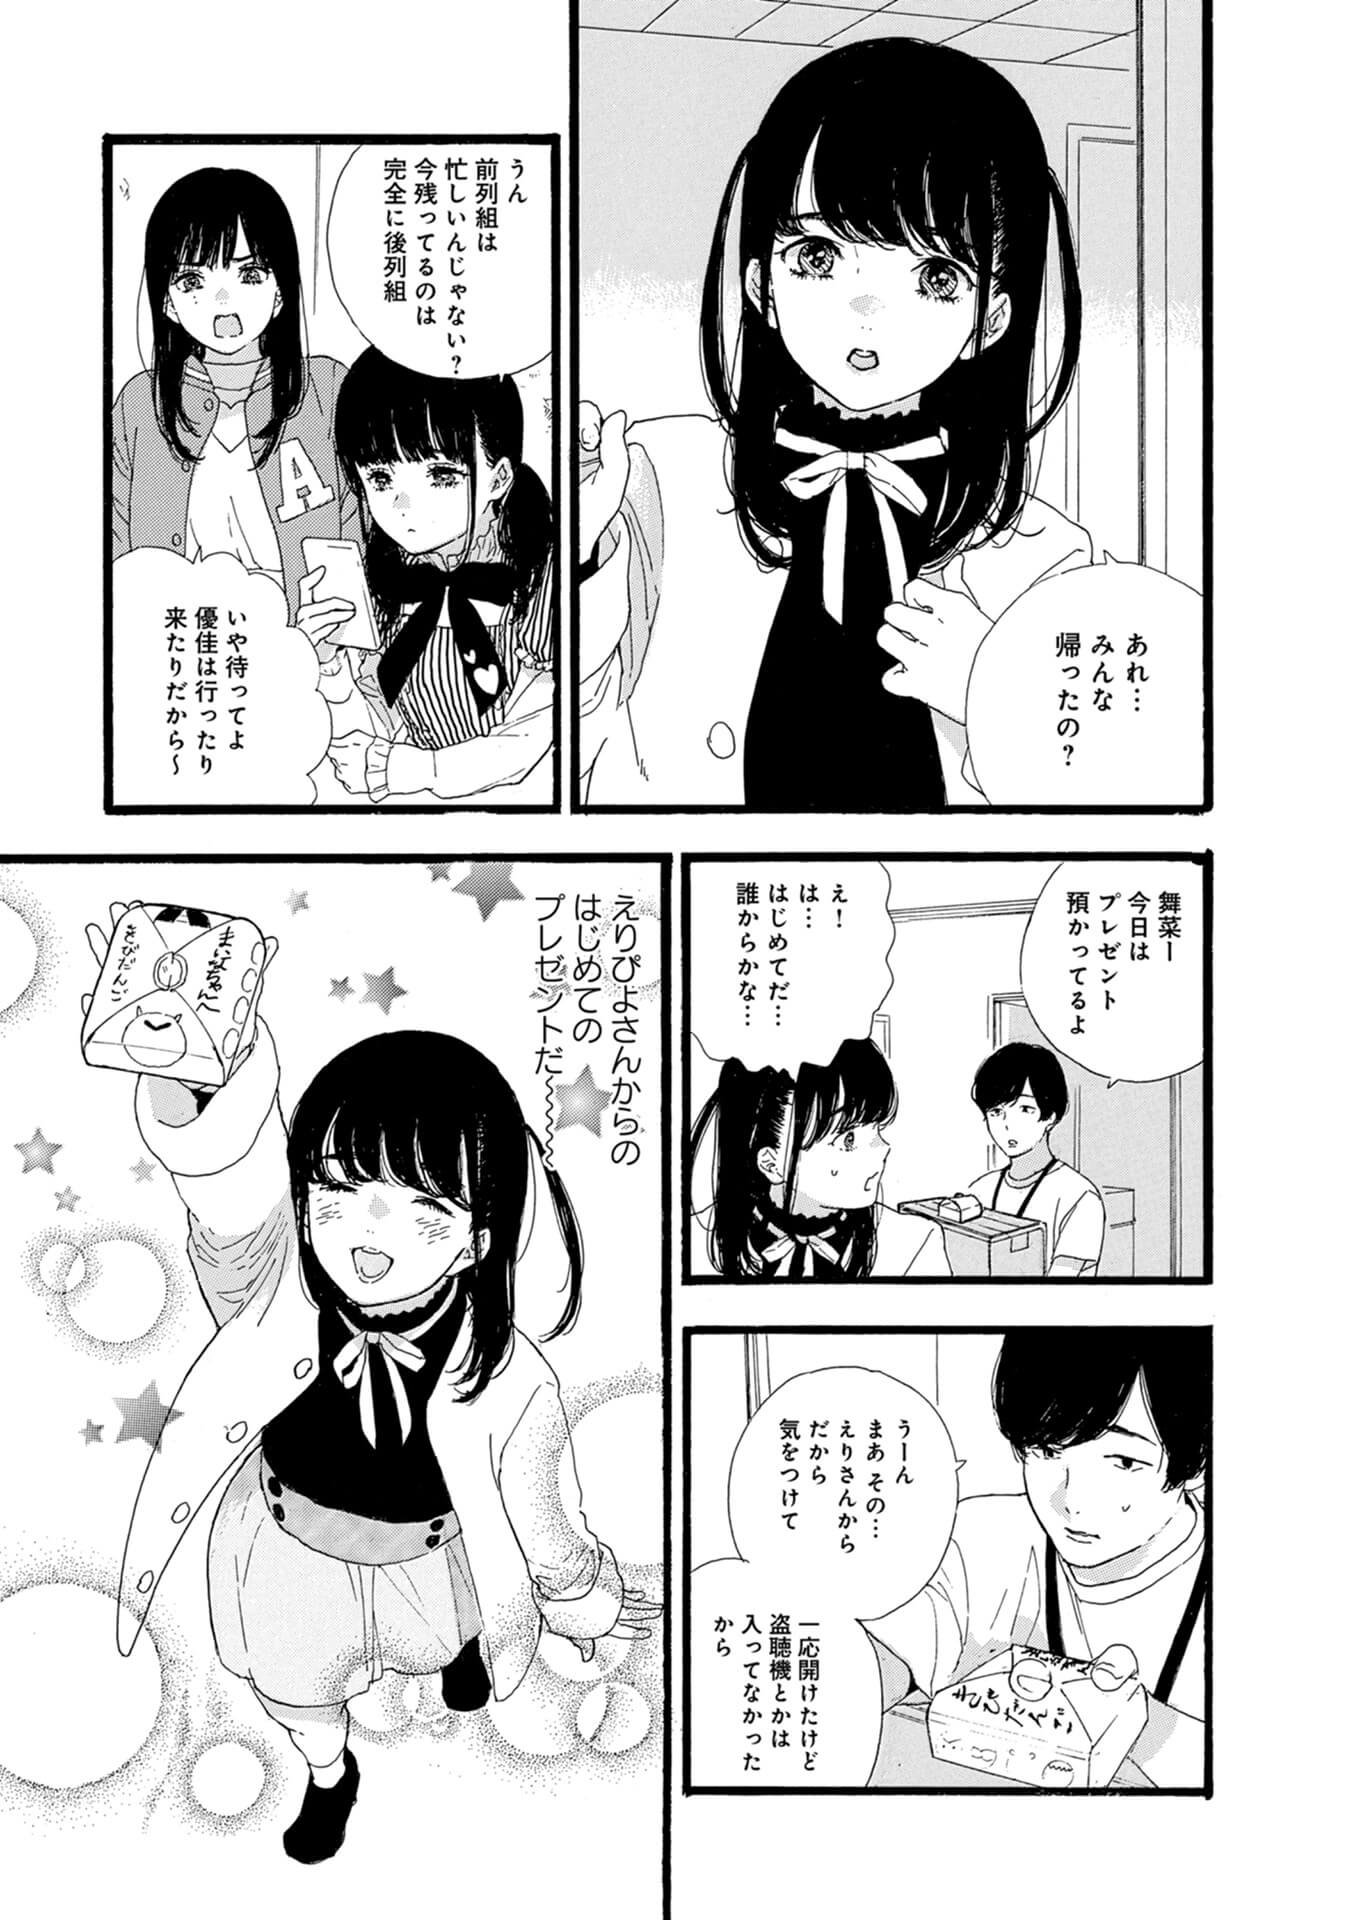 あれ…
みんな
帰ったの？
うん
前列組は
忙しいんじゃない？
今残ってるのは
完全に後列組
いや待ってよ
優佳は行ったり
来たりだから～
舞菜ー
今日は
プレゼント
預かってるよ
え！
は…
はじめてだ…
誰からかな…
うーん
まあ その…
えりさんから
だから
気をつけて
一応開けたけど
盗聴機とかは
入ってなかった
から
きびだんご
えりぴよさんからの
はじめての
プレゼントだ〜〜〜〜
まいなちゃんへ
きびだんご
A